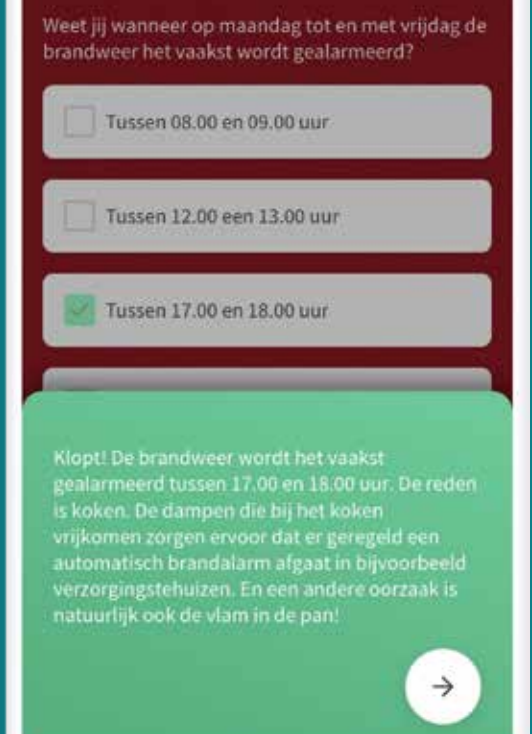 Weet jij wanneer op maandag tot en met vrijdag de
brandweer het vaakst wordt gealarmeerd?
Tussen 08.00 en 09.00 uur
Tussen 12.00 een 13.00 uur
Tussen 17.00 en 18.00 uur
Klopt! De brandweer wordt het vaakst
gealarmeerd tussen 17.00 en 18.00 uur. De reden
is koken. De dampen die bij het koken
vrijkomen zorgen ervoor dat er geregeld een
automatisch brandalarm afgaat in bijvoorbeeld
verzorgingstehuizen. En een andere oorzaak is
natuurlijk ook de vlam in de pan!